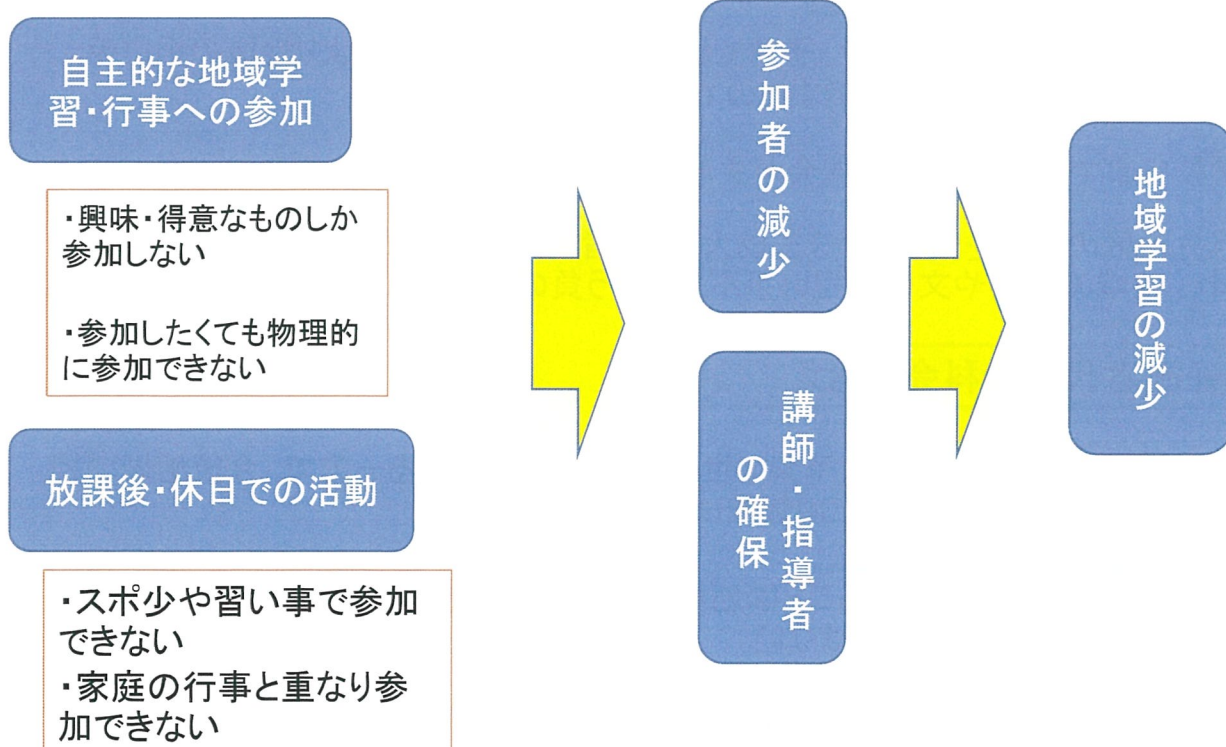 自主的な地域学
習・行事への参加
・興味・得意なものしか
参加しない
・参加したくても物理的
に参加できない
放課後・休日での活動
・スポ少や習い事で参加
できない
・家庭の行事と重なり参
加できない
参加者の減少
講師・指導者
の確保
地域学習の減少